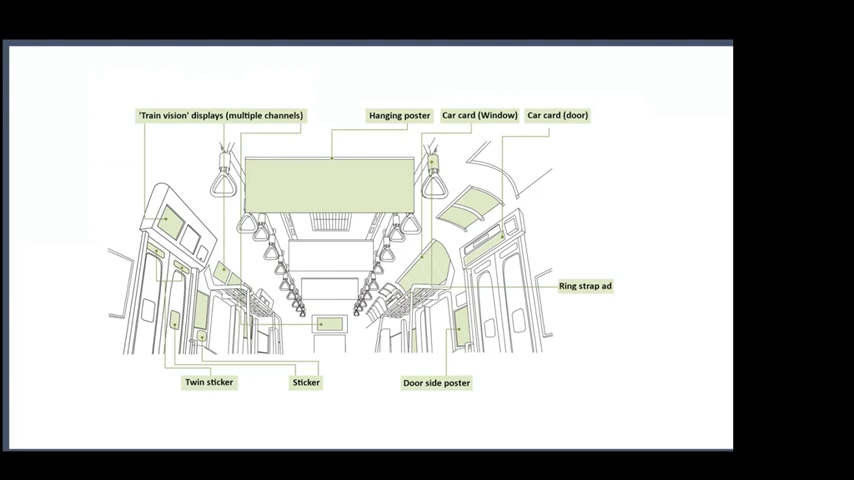 'Train vision' displays (multiple channels)
Hanging poster
Car card (Window)
Car card (door)
Ring strap ad
Twin sticker
Sticker
Door side poster